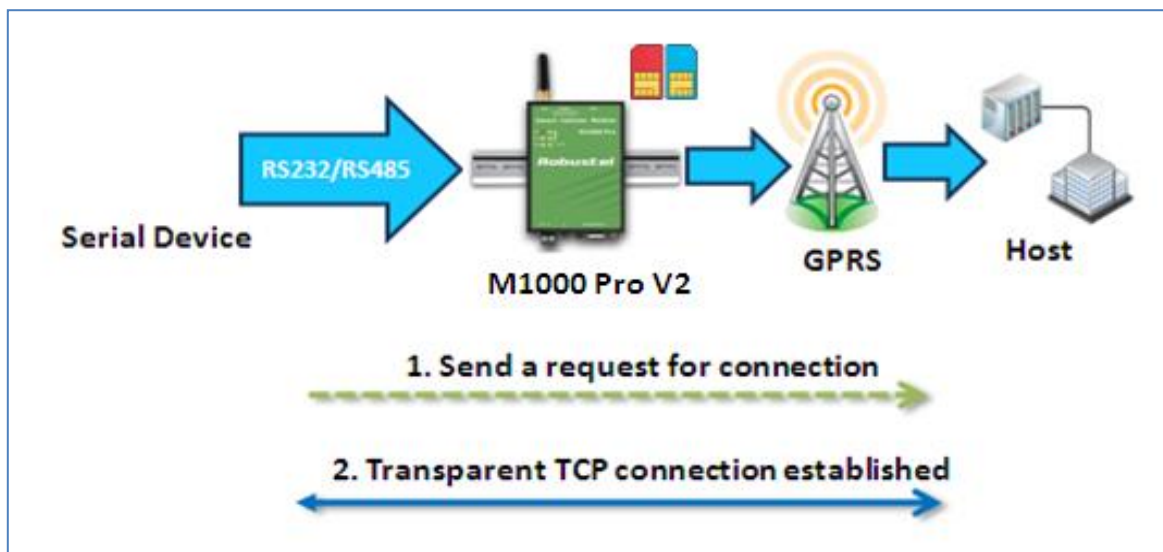 RS232/RS485
Robustel
Serial Device
M1000 Pro V2
GPRS
Host
1. Send a request for connection
2. Transparent TCP connection established